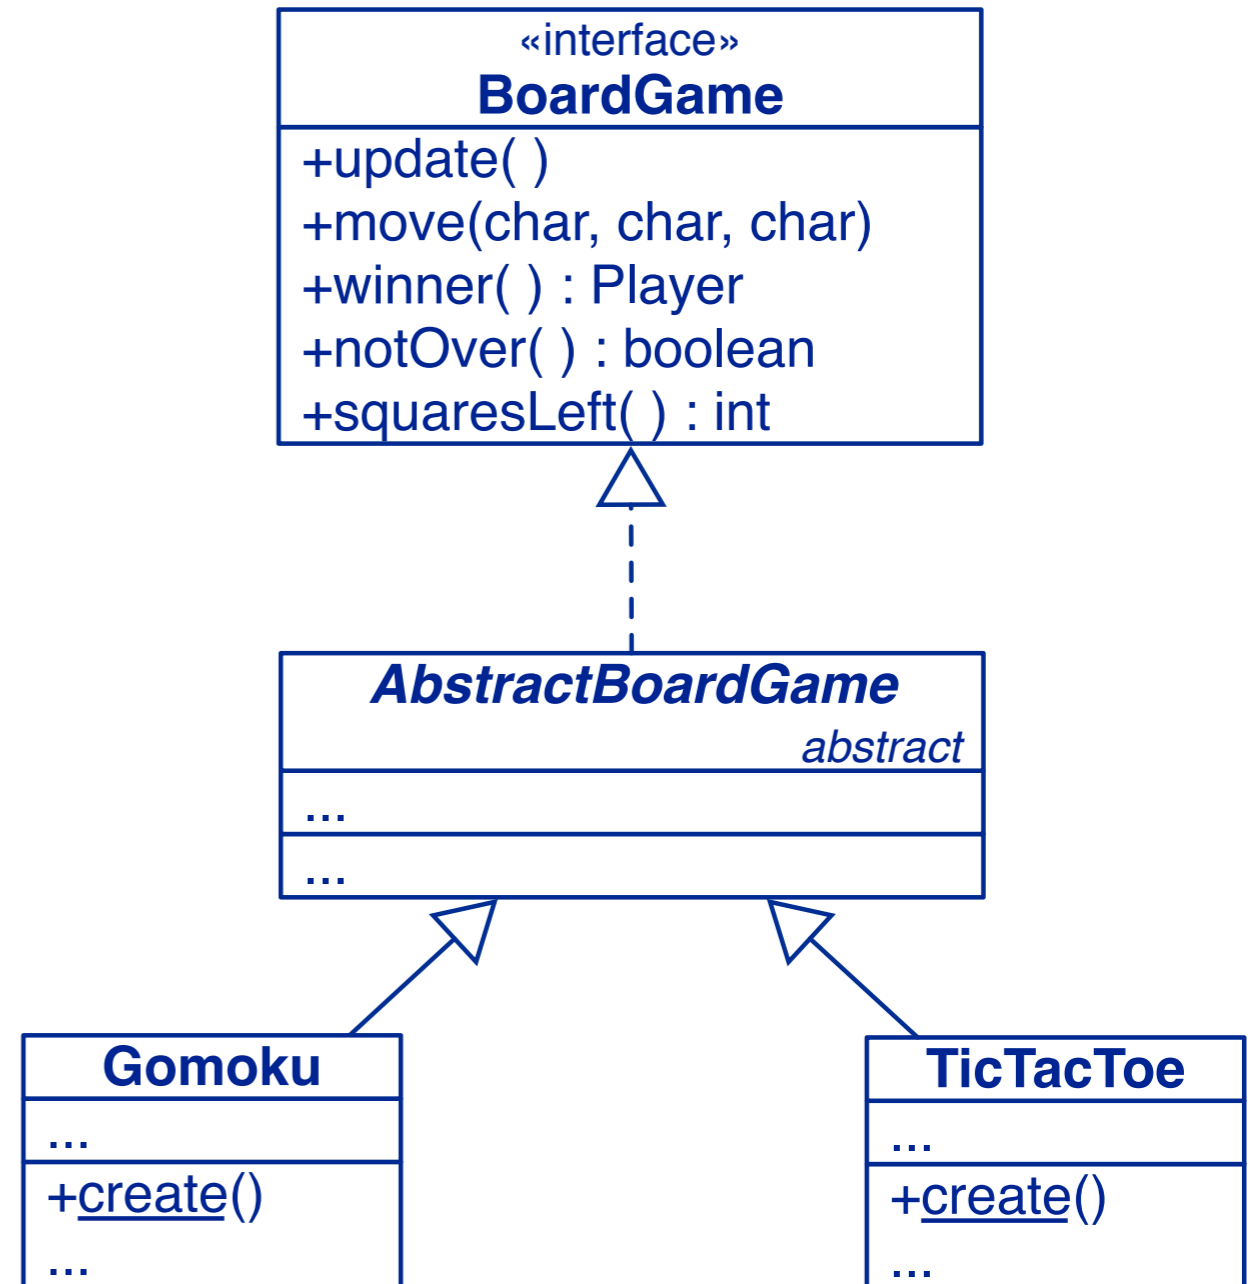 «interface»
BoardGame
+update( )
+move(char, char, char)
+winner( ) : Player
+notOver( ) : boolean
+squaresLeft( ) : int
AbstractBoardGame
abstract
...
...
Gomoku
...
+create()
...
TicTacToe
...
+create()
...